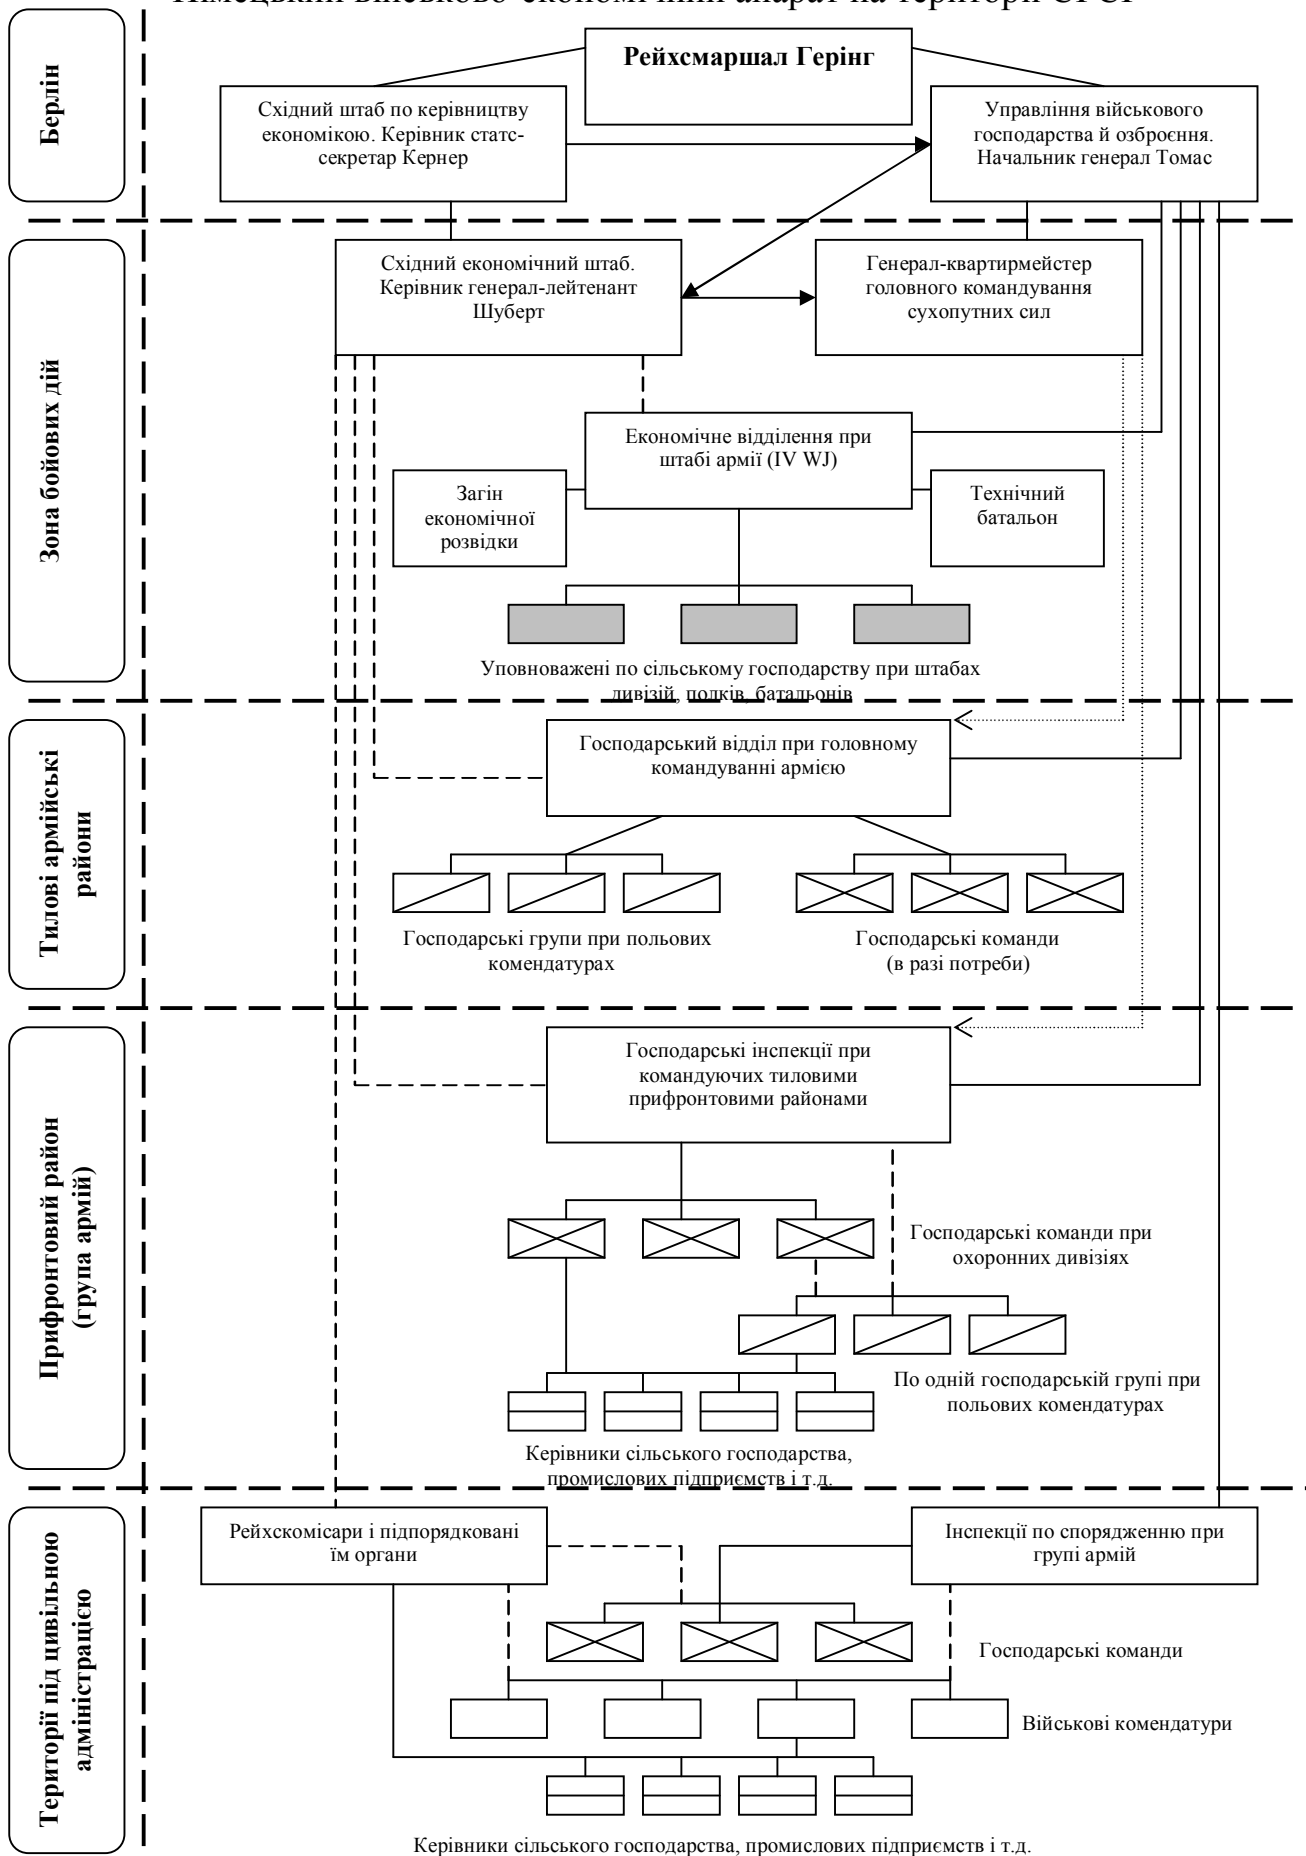 Німецький військово-економічний апарат на території СРСР
Берлін
Рейхсмаршал Герінг
Східний штаб по керівництву
економікою. Керівник статс-
секретар Кернер
Управління військового
господарства й озброєння.
Начальник генерал Томас
Зона бойових дій
Східний економічний штаб.
Керівник генерал-лейтенант
Шуберт
Генерал-квартирмейстер
головного командування
сухопутних сил
Економічне відділення при
штабі армії (IV WJ)
Загін
економічної
розвідки
Технічний
батальон
Уповноважені по сільському господарству при штабах
дивізій, полків, батальонів
Тилові армійські
райони
Господарський відділ при головному
командуванні армією
Господарські групи при польових
комендатурах
Господарські команди
(в разі потреби)
Прифронтовий район
(група армій)
Господарські інспекції при
командуючих тиловими
прифронтовими районами
Господарські команди при
охоронних дивізіях
По одній господарській групі при
польових комендатурах
Керівники сільського господарства,
промислових підприємств і т.д.
Території під цивільною
адміністрацією
Рейхскомісари і підпорядковані
їм органи
Інспекції по спорядженню при
групі армій
Господарські команди
Військові комендатури
Керівники сільського господарства, промислових підприємств і т.д.